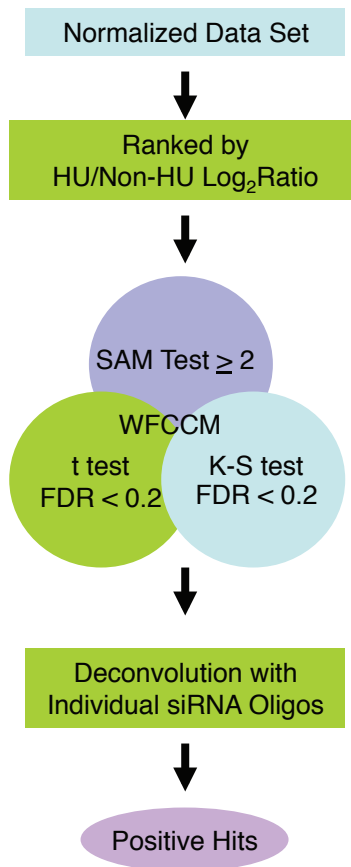 Normalized Data Set
Ranked by
HU/Non-HU Log₂Ratio
SAM Test ≥ 2
WFCCM
t test
FDR < 0.2
K-S test
FDR < 0.2
Deconvolution with
Individual siRNA Oligos
Positive Hits